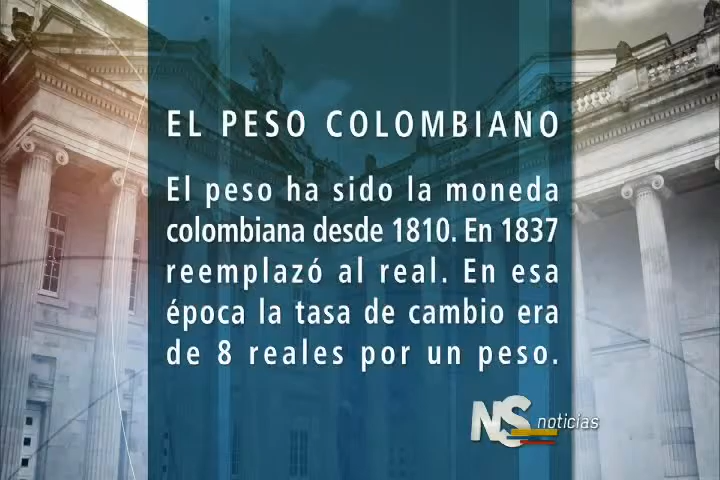 EL PESO COLOMBIANO
El peso ha sido la moneda
colombiana desde 1810. En 1837
reemplazó al real. En esa
época la tasa de cambio era
de 8 reales por un peso.
NS noticias